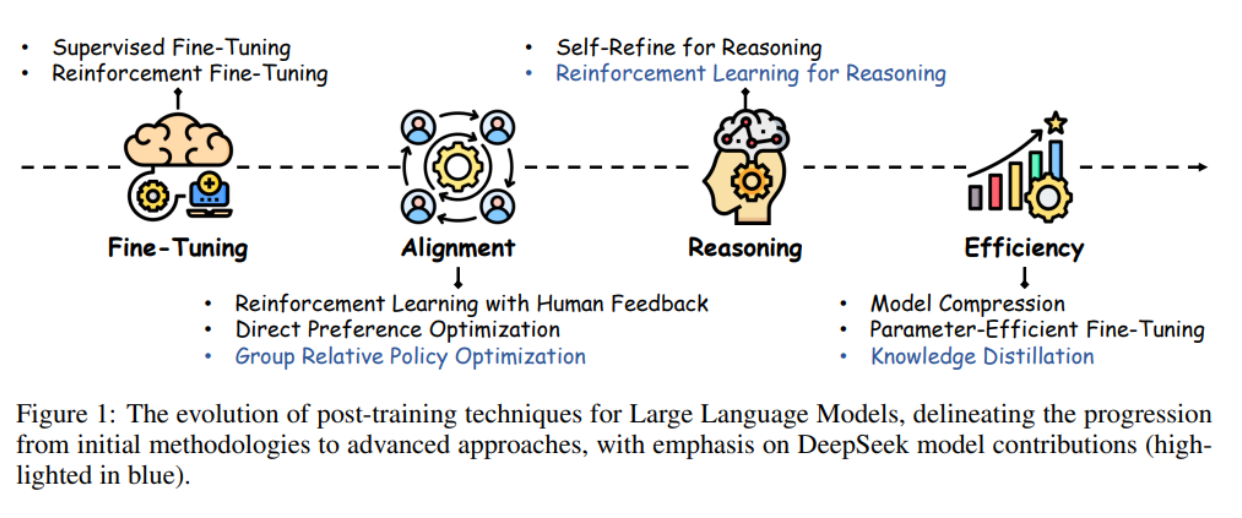 • Supervised Fine-Tuning
• Reinforcement Fine-Tuning
• Self-Refine for Reasoning
• Reinforcement Learning for Reasoning
Fine-Tuning
Alignment
Reasoning
Efficiency
• Reinforcement Learning with Human Feedback
• Direct Preference Optimization
• Group Relative Policy Optimization
• Model Compression
• Parameter-Efficient Fine-Tuning
• Knowledge Distillation
Figure 1: The evolution of post-training techniques for Large Language Models, delineating the progression
from initial methodologies to advanced approaches, with emphasis on DeepSeek model contributions (high-
lighted in blue).